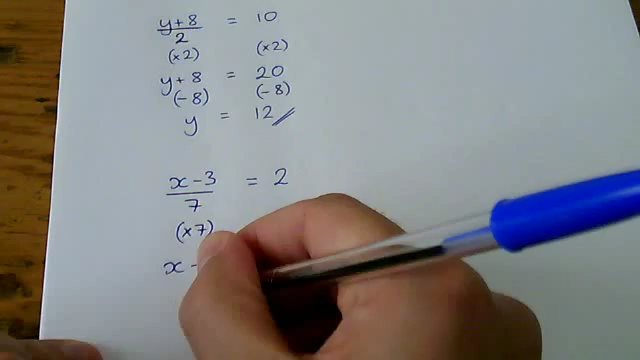 y+8/2 = 10
(×2) (×2)
y+8 = 20
(-8) (-8)
y = 12
x-3/7 = 2
(×7)
x -